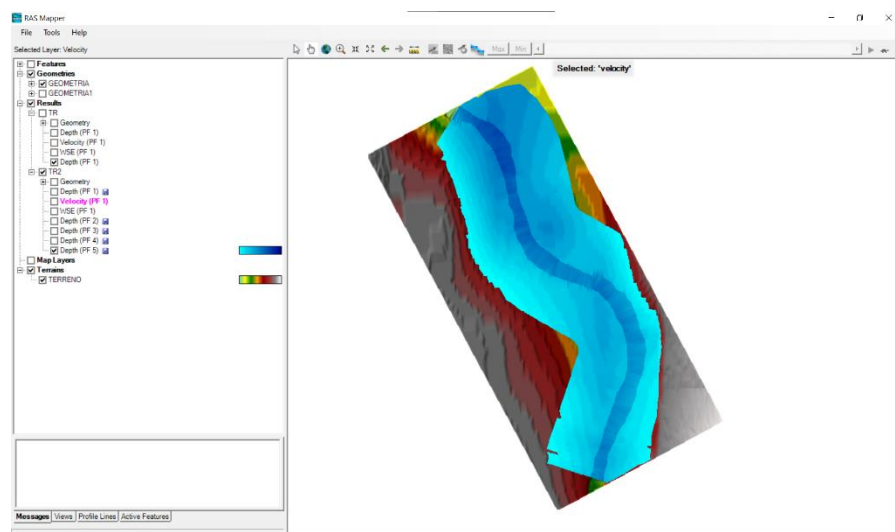 RAS Mapper
File Tools Help
Selected Layer: Velocity
Max Min
Selected: 'velocity'
Features
Geometries
GEOMETRIA
GEOMETRIA1
Results
TR
Geometry
Depth (PF 1)
Velocity (PF 1)
WSE (PF 1)
Depth (PF 1)
TR2
Geometry
Depth (PF 1)
Velocity (PF 1)
WSE (PF 1)
Depth (PF 2)
Depth (PF 3)
Depth (PF 4)
Depth (PF 5)
Map Layers
Terrains
TERRENO
Messages Views Profile Lines Active Features